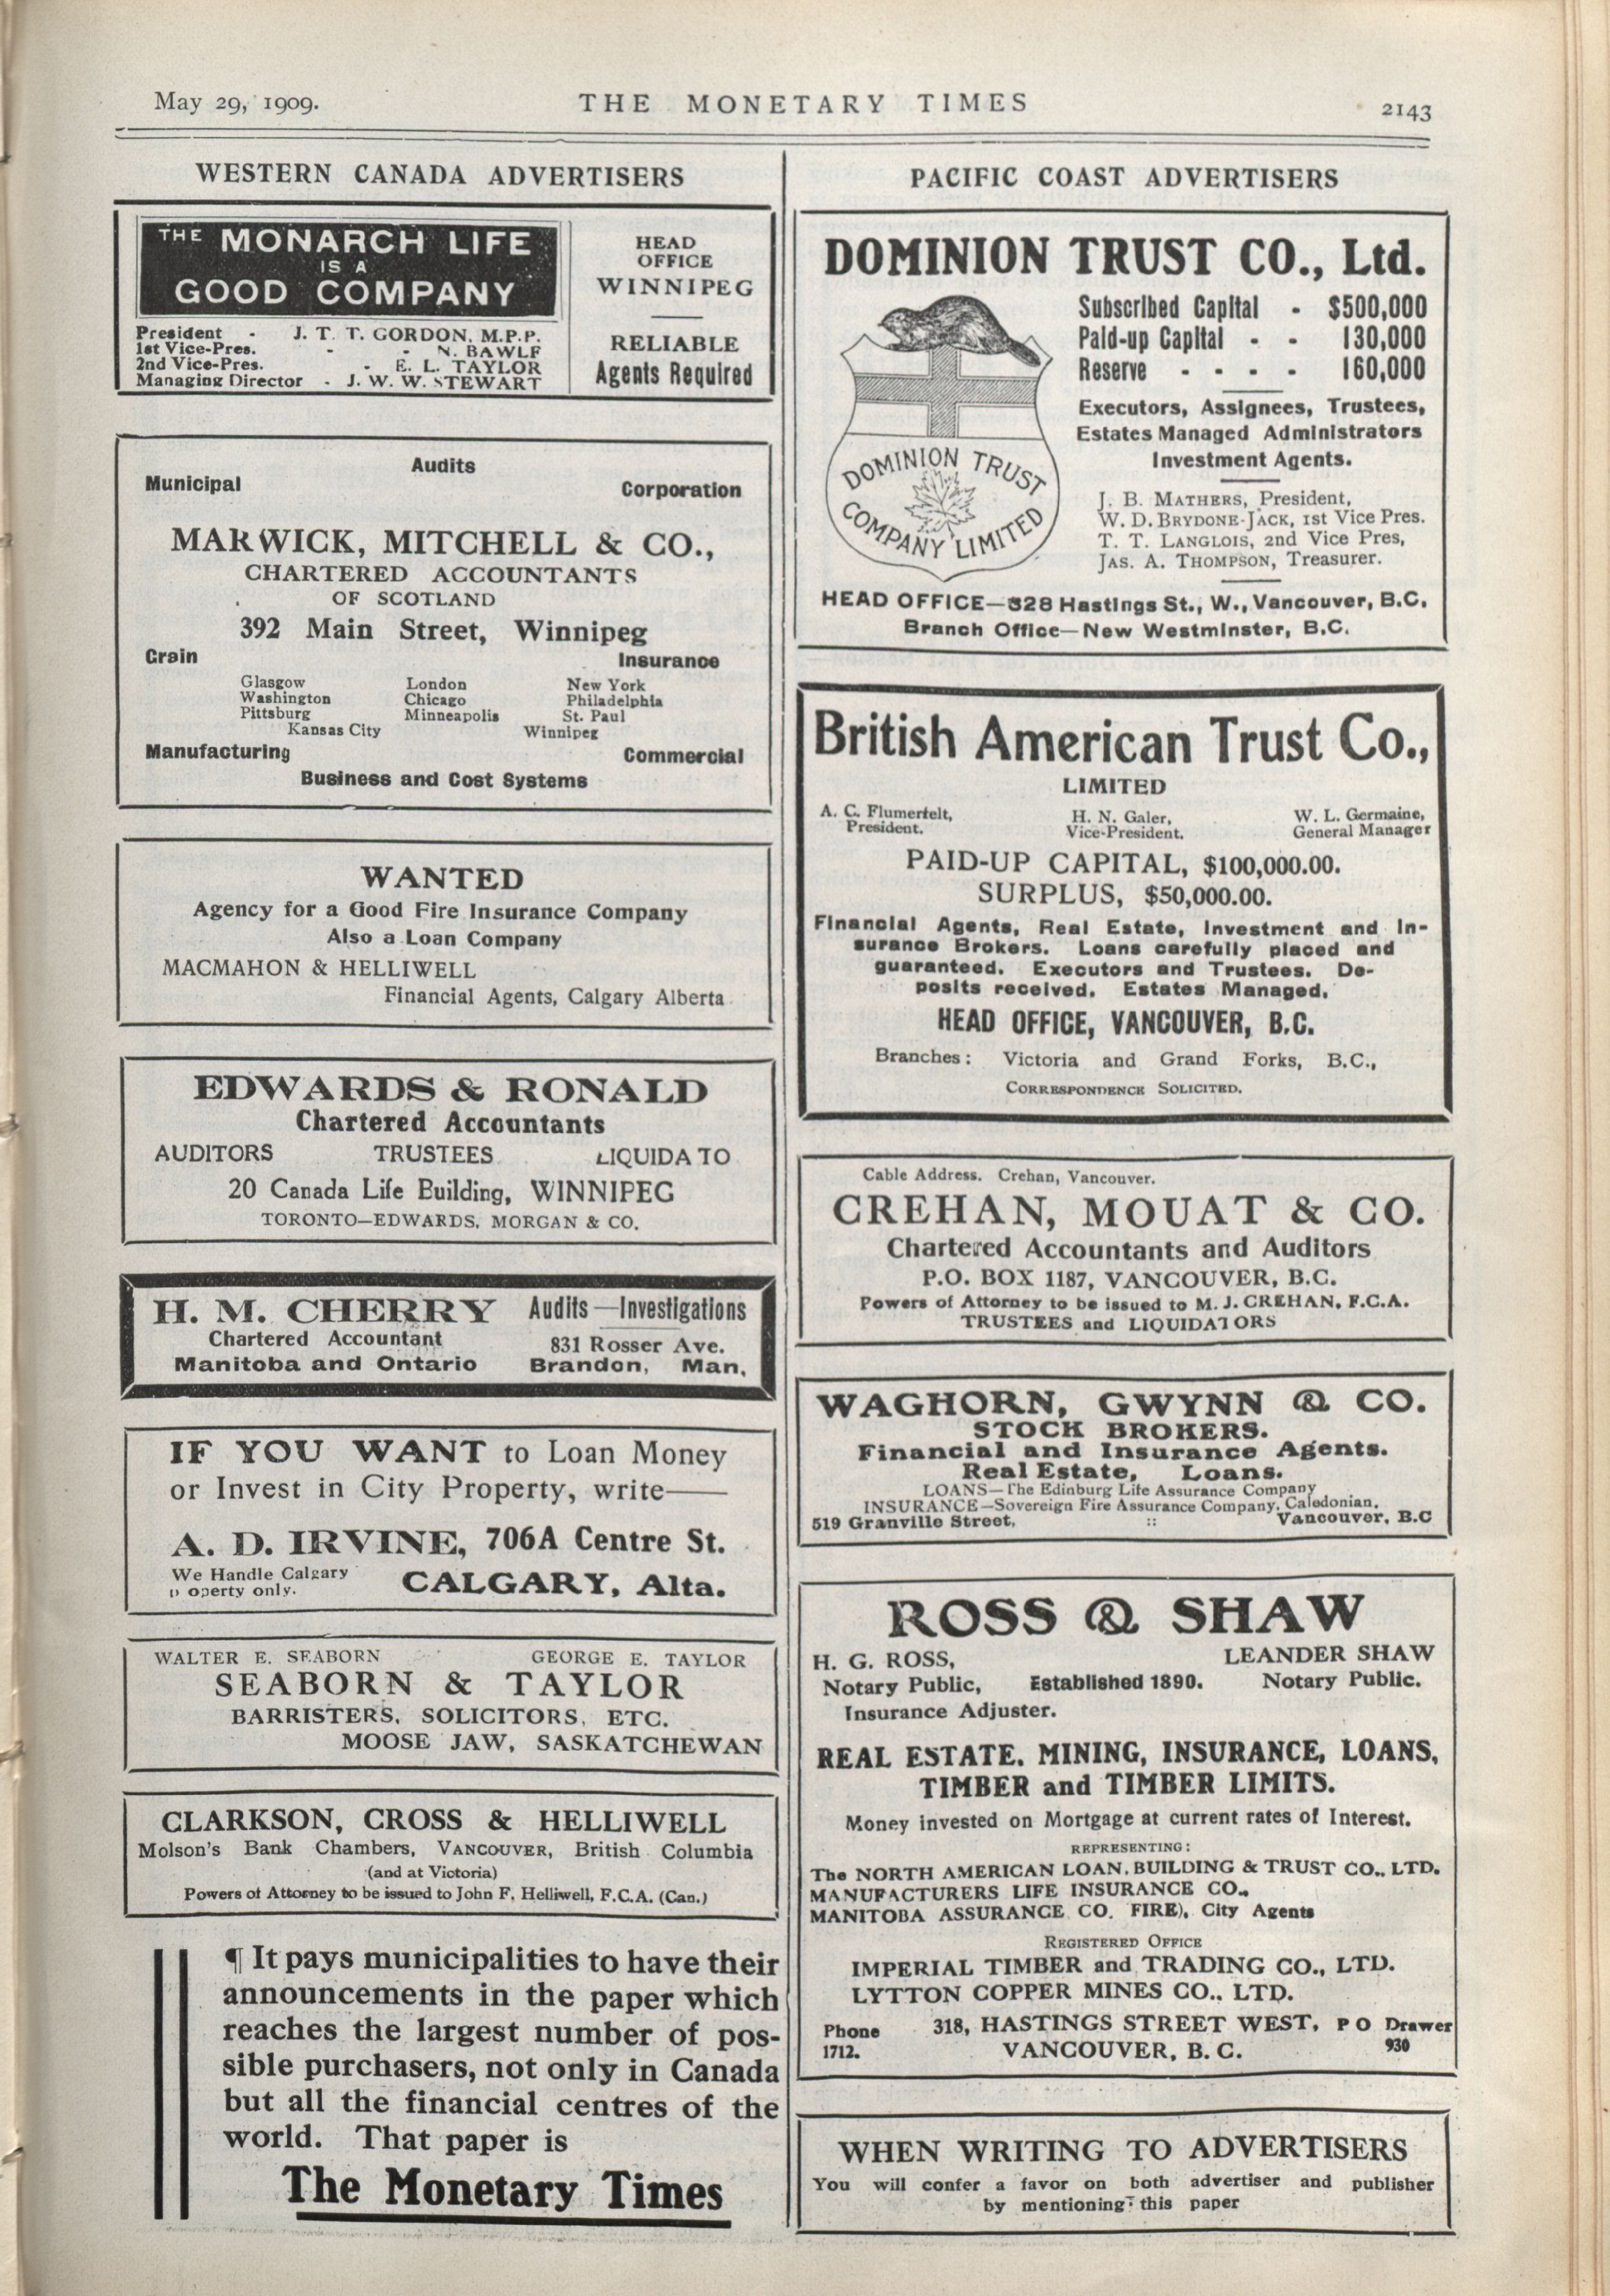 May 29, 1909.
THE MONETARY TIMES
2143
WESTERN CANADA ADVERTISERS
THE MONARCH LIFE
IS A
GOOD COMPANY
President - J. T. T. GORDON, M.P.P.
1st Vice-Pres. - - N. BAWLF
2nd Vice-Pres. - E. L. TAYLOR
Managing Director - J. W. W. STEWART
HEAD
OFFICE
WINNIPEG
RELIABLE
Agents Required
Audits
Municipal
Corporation
MARWICK, MITCHELL & CO.,
CHARTERED ACCOUNTANTS
OF SCOTLAND
392 Main Street, Winnipeg
Grain Insurance
Glasgow London New York
Washington Chicago Philadelphia
Pittsburg Minneapolis St. Paul
Kansas City Winnipeg
Manufacturing Commercial
Business and Cost Systems
WANTED
Agency for a Good Fire Insurance Company
Also a Loan Company
MACMAHON & HELLIWELL
Financial Agents, Calgary Alberta
EDWARDS & RONALD
Chartered Accountants
AUDITORS TRUSTEES LIQUIDATO
20 Canada Life Building, WINNIPEG
TORONTO—EDWARDS, MORGAN & CO.
H. M. CHERRY
Chartered Accountant
Manitoba and Ontario
Audits—Investigations
831 Rosser Ave.
Brandon, Man.
IF YOU WANT to Loan Money
or Invest in City Property, write—
A. D. IRVINE, 706A Centre St.
We Handle Calgary
operty only.
CALGARY, Alta.
WALTER E. SEABORN GEORGE E. TAYLOR
SEABORN & TAYLOR
BARRISTERS, SOLICITORS, ETC.
MOOSE JAW, SASKATCHEWAN
CLARKSON, CROSS & HELLIWELL
Molson's Bank Chambers, VANCOUVER, British Columbia
(and at Victoria)
Powers of Attorney to be issued to John F. Helliwell, F.C.A. (Can.)
¶ It pays municipalities to have their
announcements in the paper which
reaches the largest number of pos-
sible purchasers, not only in Canada
but all the financial centres of the
world. That paper is
The Monetary Times
PACIFIC COAST ADVERTISERS
DOMINION TRUST CO., Ltd.
DOMINION TRUST
COMPANY LIMITED
Subscribed Capital - $500,000
Paid-up Capital - - 130,000
Reserve - - - - 160,000
Executors, Assignees, Trustees,
Estates Managed Administrators
Investment Agents.
J. B. MATHERS, President,
W. D. BRYDONE-JACK, 1st Vice Pres.
T. T. LANGLOIS, 2nd Vice Pres,
JAS. A. THOMPSON, Treasurer.
HEAD OFFICE—328 Hastings St., W., Vancouver, B.C.
Branch Office—New Westminster, B.C.
British American Trust Co.,
LIMITED
A. C. Flumerfelt, H. N. Galer, W. L. Germaine,
President. Vice-President. General Manager
PAID-UP CAPITAL, $100,000.00.
SURPLUS, $50,000.00.
Financial Agents, Real Estate, Investment and In-
surance Brokers. Loans carefully placed and
guaranteed. Executors and Trustees. De-
posits received. Estates Managed.
HEAD OFFICE, VANCOUVER, B.C.
Branches: Victoria and Grand Forks, B.C.,
CORRESPONDENCE SOLICITED.
Cable Address. Crehan, Vancouver.
CREHAN, MOUAT & CO.
Chartered Accountants and Auditors
P.O. BOX 1187, VANCOUVER, B.C.
Powers of Attorney to be issued to M. J. CREHAN, F.C.A.
TRUSTEES and LIQUIDATORS
WAGHORN, GWYNN & CO.
STOCK BROKERS.
Financial and Insurance Agents.
Real Estate, Loans.
LOANS—The Edinburg Life Assurance Company
INSURANCE—Sovereign Fire Assurance Company, Caledonian.
519 Granville Street, :: Vancouver, B.C
ROSS & SHAW
H. G. ROSS, LEANDER SHAW
Notary Public, Established 1890. Notary Public.
Insurance Adjuster.
REAL ESTATE. MINING, INSURANCE, LOANS,
TIMBER and TIMBER LIMITS.
Money invested on Mortgage at current rates of Interest.
REPRESENTING:
The NORTH AMERICAN LOAN, BUILDING & TRUST CO., LTD.
MANUFACTURERS LIFE INSURANCE CO.,
MANITOBA ASSURANCE CO. FIRE), City Agents
REGISTERED OFFICE
IMPERIAL TIMBER and TRADING CO., LTD.
LYTTON COPPER MINES CO., LTD.
Phone 318, HASTINGS STREET WEST, P O Drawer
1712. VANCOUVER, B. C. 930
WHEN WRITING TO ADVERTISERS
You will confer a favor on both advertiser and publisher
by mentioning this paper